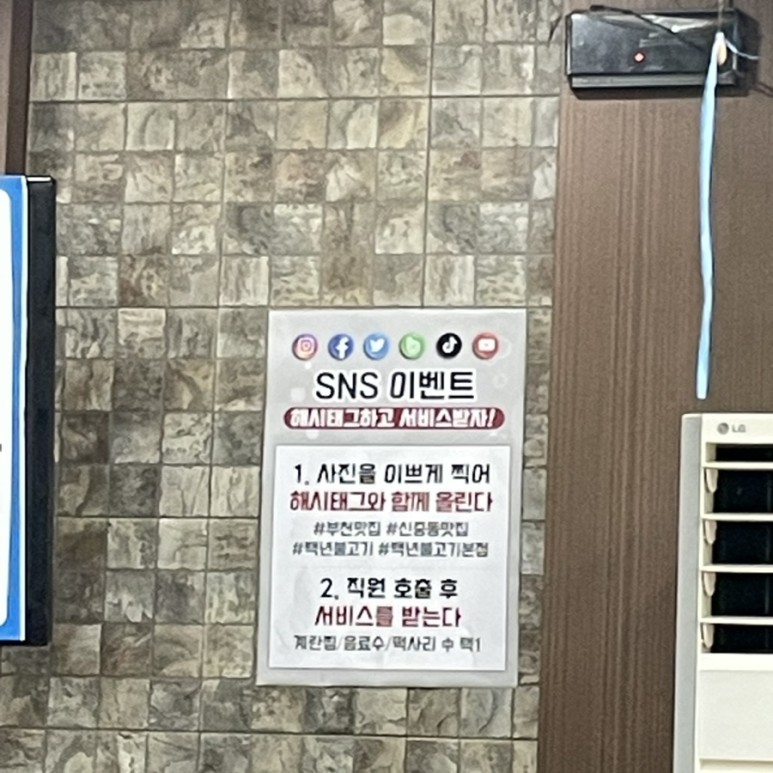 SNS 이벤트
해시태그하고 서비스받자!
1. 사진을 이쁘게 찍어
해시태그와 함께 올린다
#부천맛집 #신중동맛집
#택년불고기 #택년불고기본점
2. 직원 호출 후
서비스를 받는다
계란찜/음료수/떡사리 中 택1
LG